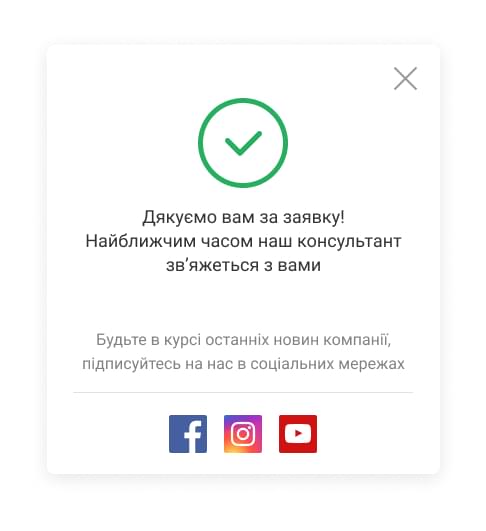 Дякуємо вам за заявку!
Найближчим часом наш консультант
зв’яжеться з вами
Будьте в курсі останніх новин компанії,
підписуйтесь на нас в соціальних мережах